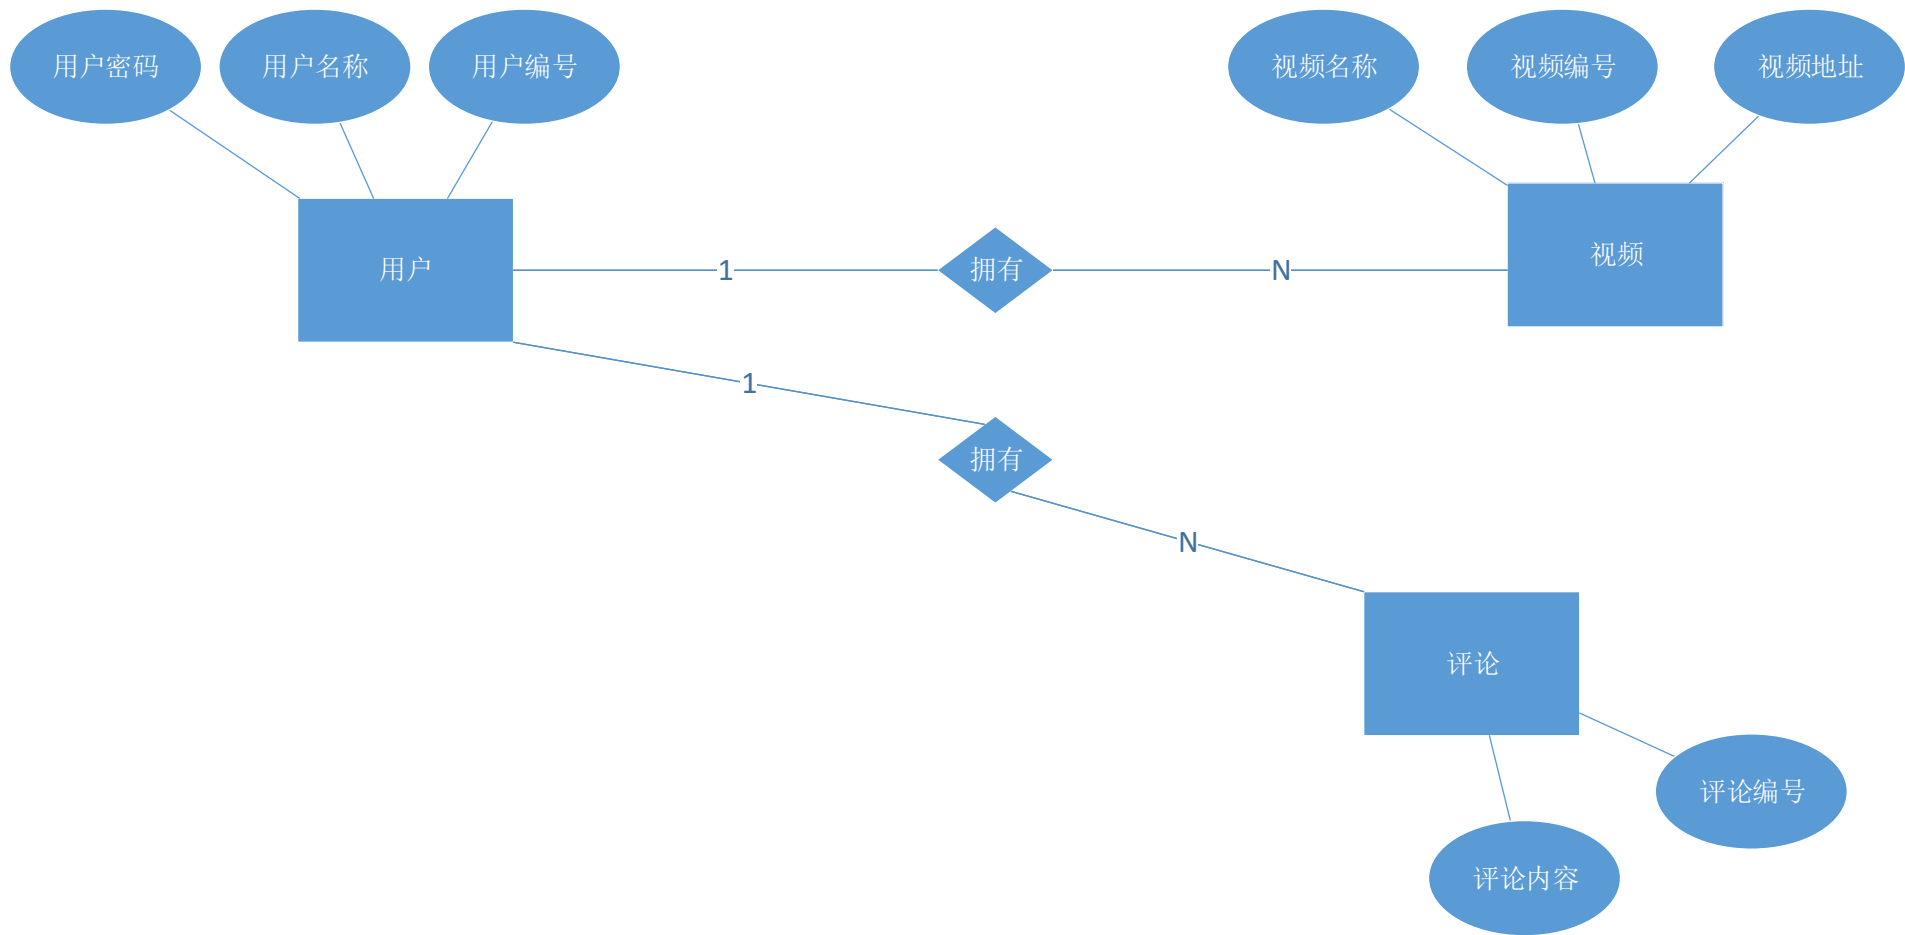 用户密码
用户名称
用户编号
视频名称
视频编号
视频地址
用户
1
拥有
N
视频
1
拥有
N
评论
评论编号
评论内容